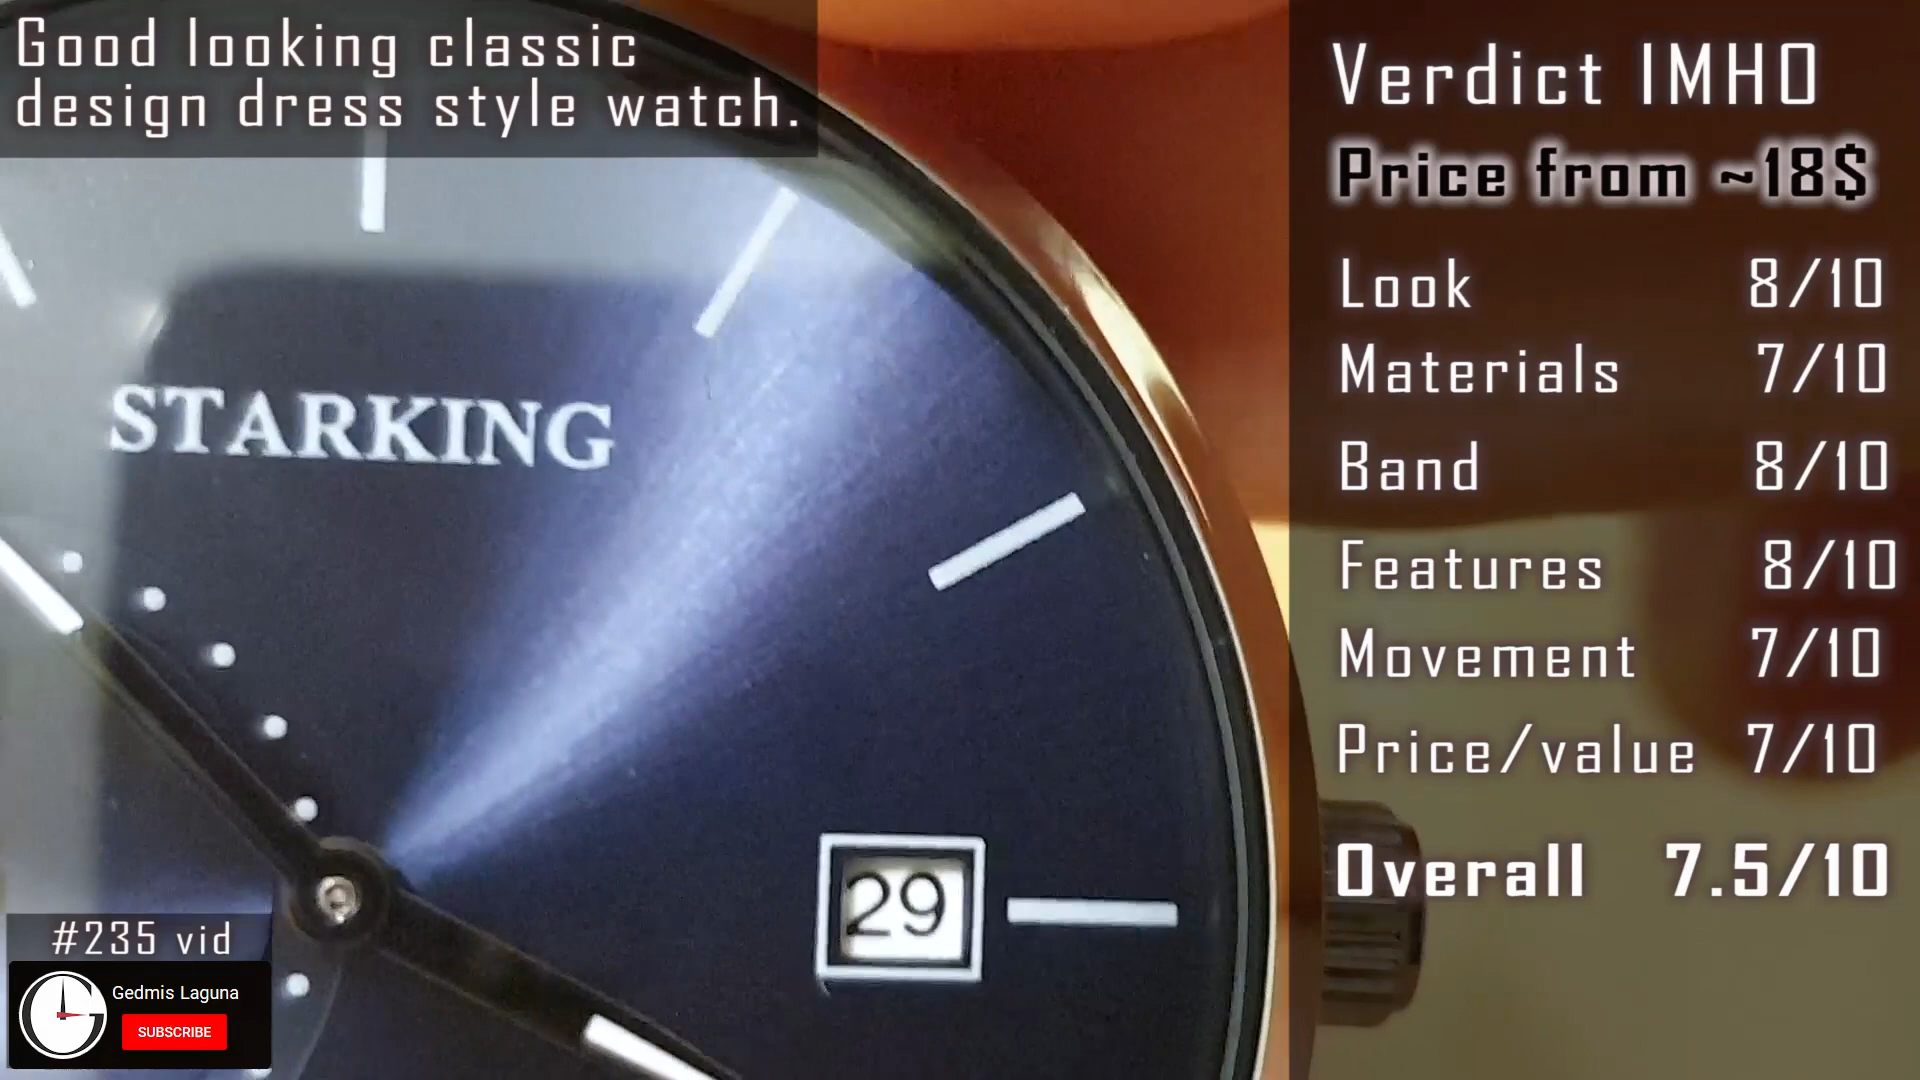 Good looking classic
design dress style watch.
STARKING
29
#235 vid
Gedmis Laguna
SUBSCRIBE
Verdict IMHO
Price from ~18$
Look 8/10
Materials 7/10
Band 8/10
Features 8/10
Movement 7/10
Price/value 7/10
Overall 7.5/10